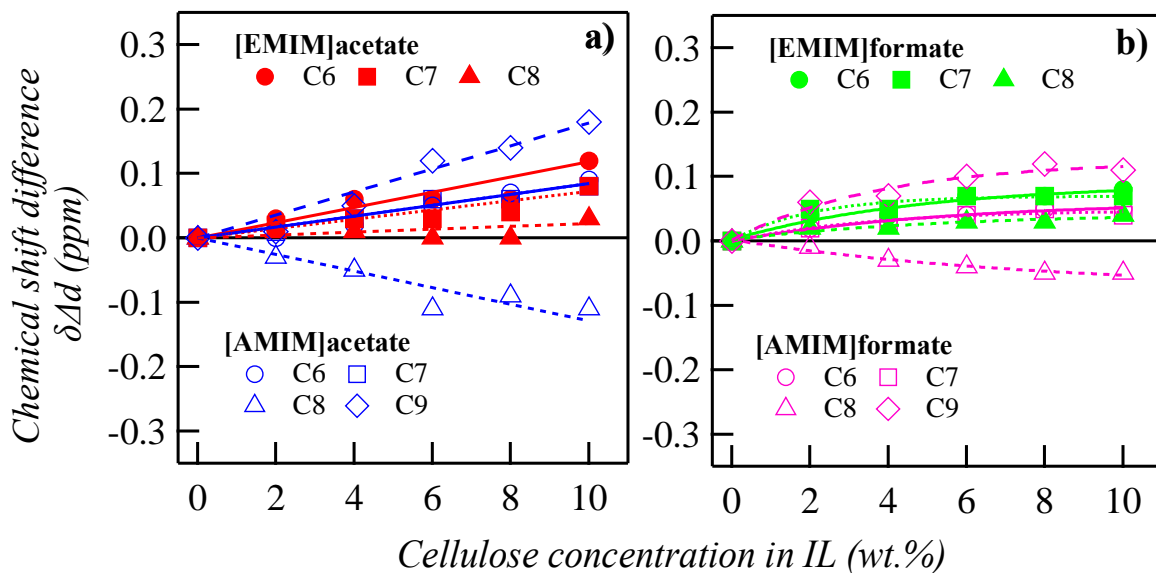 Chemical shift difference
δΔd (ppm)
0.3
0.2
0.1
0.0
-0.1
-0.2
-0.3
[EMIM]acetate
a)
C6 C7 C8
[AMIM]acetate
C6 C7
C8 C9
0 2 4 6 8 10
0.3
0.2
0.1
0.0
-0.1
-0.2
-0.3
[EMIM]formate
b)
C6 C7 C8
[AMIM]formate
C6 C7
C8 C9
0 2 4 6 8 10
Cellulose concentration in IL (wt.%)